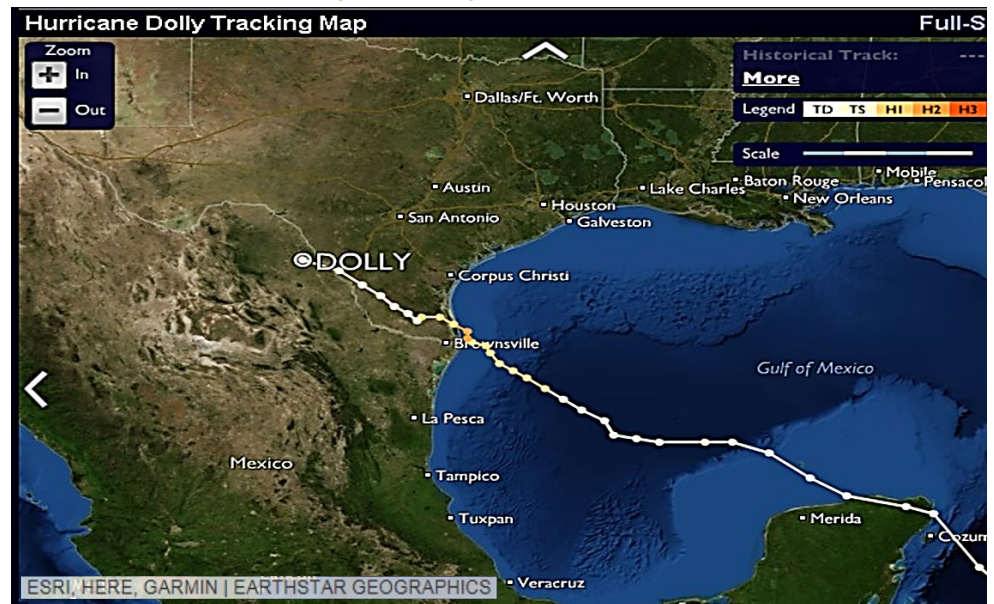 Hurricane Dolly Tracking Map
Full-S
Zoom
In
Out
Historical Track: ---
More
Legend TD TS H1 H2 H3
Scale
Dallas/Ft. Worth
Austin
San Antonio
Houston
Galveston
Lake Charles
Baton Rouge
New Orleans
Mobile
Pensacol
DOLLY
Corpus Christi
Brownsville
Gulf of Mexico
La Pesca
Mexico
Tampico
Tuxpan
Merida
Cozum
Veracruz
ESRI, HERE, GARMIN | EARTHSTAR GEOGRAPHICS